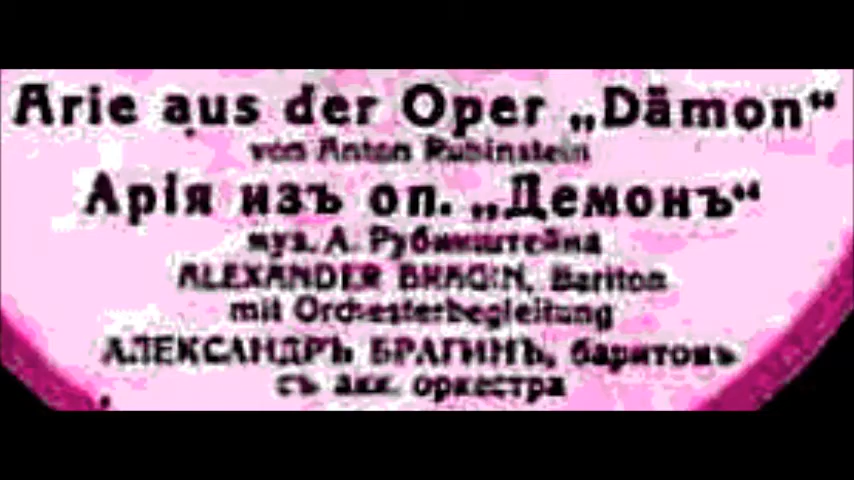 Arie aus der Oper „Dämon“
von Anton Rubinstein
Арія изъ оп. „Демонъ“
муз. А. Рубинштейна
ALEXANDER BRAGIN, Bariton
mit Orchesterbegleitung
АЛЕКСАНДРЪ БРАГИНЪ, баритонъ
съ акк. оркестра